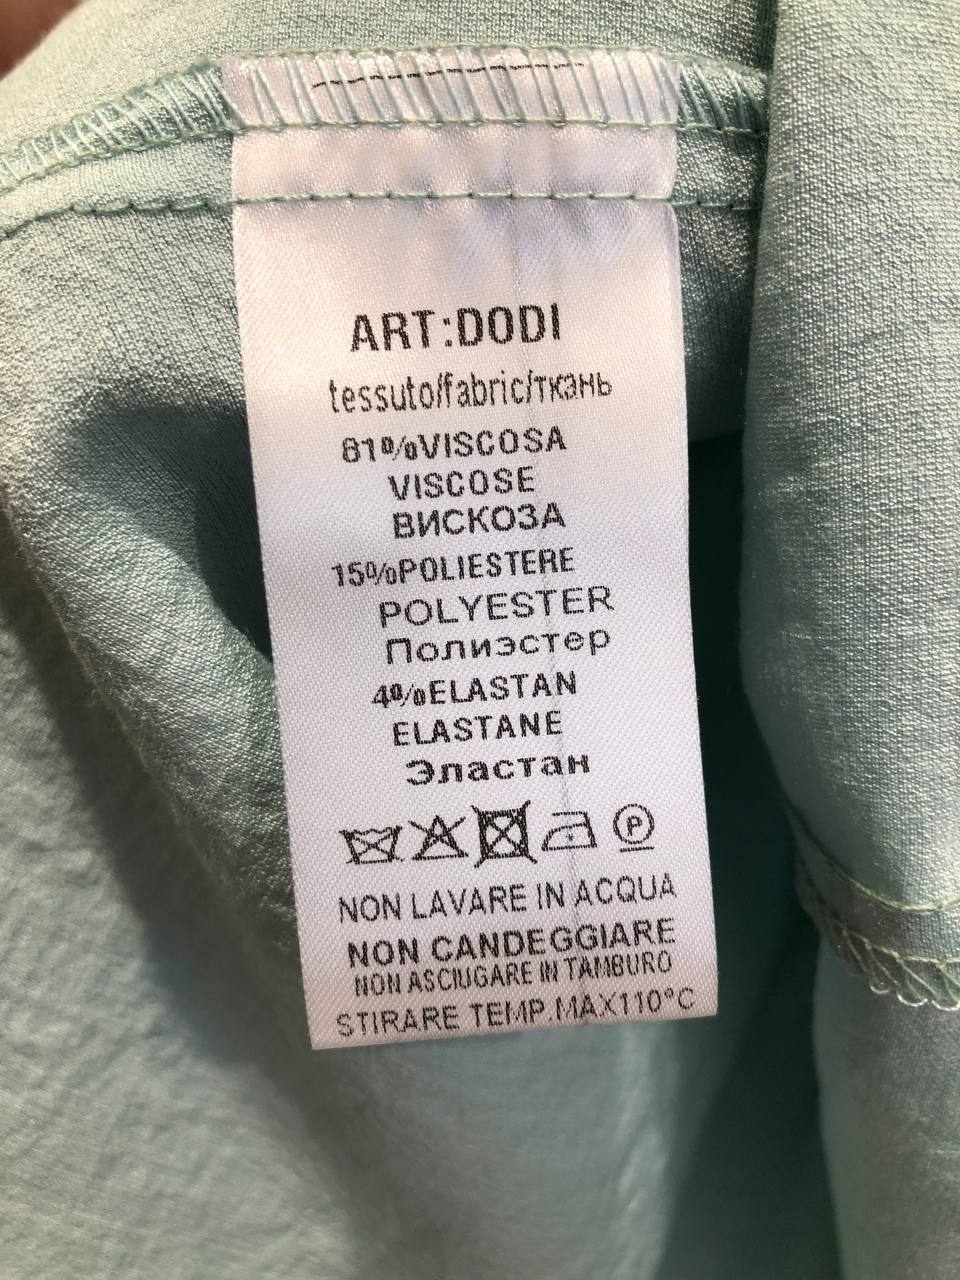 ART:DODI
tessuto/fabric/ткань
81%VISCOSA
VISCOSE
ВИСКОЗА
15%POLIESTERE
POLYESTER
Полиэстер
4%ELASTAN
ELASTANE
Эластан
P
NON LAVARE IN ACQUA
NON CANDEGGIARE
NON ASCIUGARE IN TAMBURO
STIRARE TEMP.MAX110°C